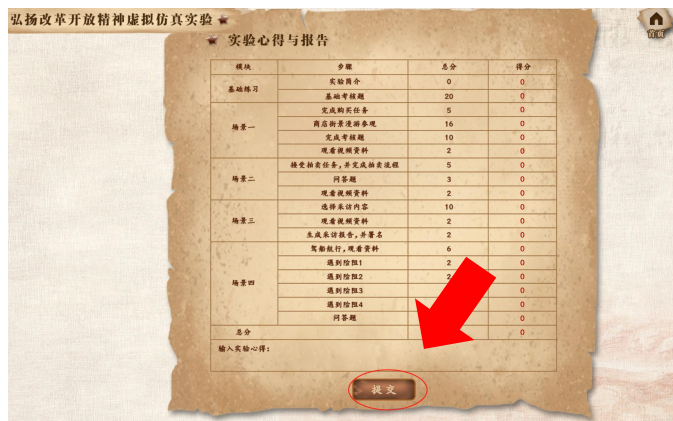 弘扬改革开放精神虚拟仿真实验
首页
实验心得与报告
模块 步骤 总分 得分
基础练习 实验简介 0 0
基础考核题 20 0
场景一 完成购买任务 5 0
商店街景漫游参观 16 0
完成考核题 10 0
观看视频资料 2 0
场景二 接受拍卖任务,并完成拍卖流程 5 0
问答题 3 0
观看视频资料 2 0
场景三 选择采访内容 10 0
观看视频资料 2 0
生成采访报告,并署名 2 0
场景四 驾船航行,观看资料 6 0
遇到险阻1 2 0
遇到险阻2 2 0
遇到险阻3 0
遇到险阻4 0
问答题 0
总分 0
输入实验心得:
提交